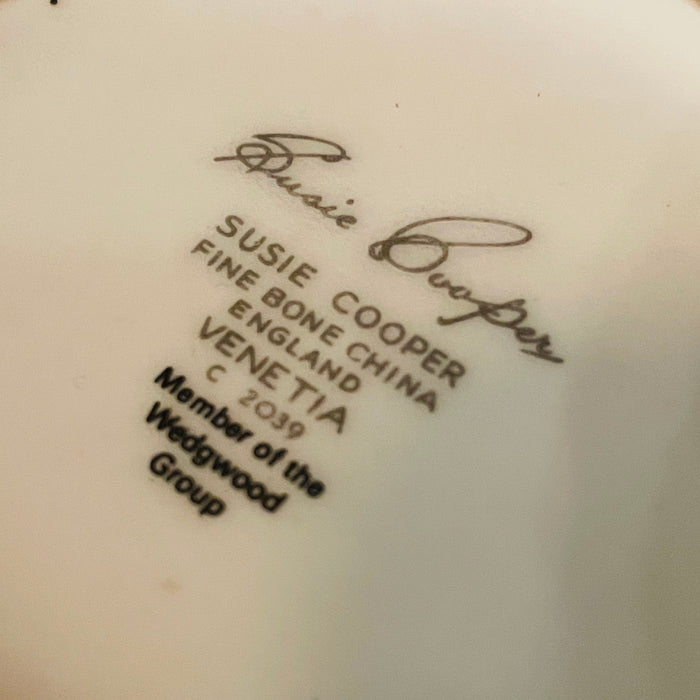 Susie Cooper
SUSIE COOPER
FINE BONE CHINA
ENGLAND
VENETIA
C 2039
Member of the
Wedgwood
Group